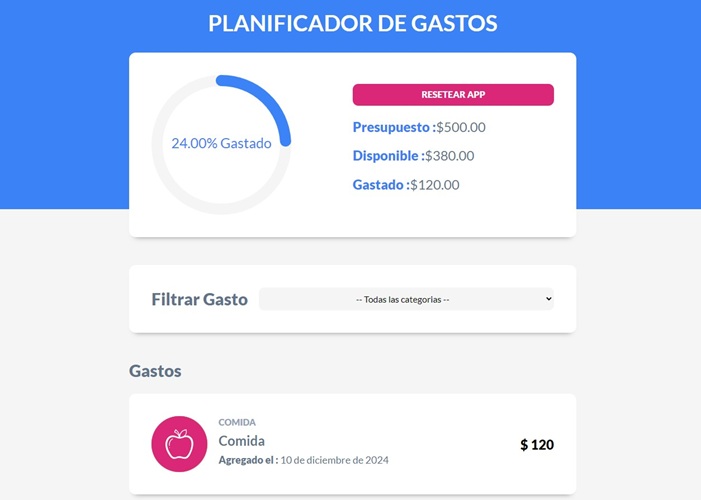 PLANIFICADOR DE GASTOS
24.00% Gastado
RESETEAR APP
Presupuesto :$500.00
Disponible :$380.00
Gastado :$120.00
Filtrar Gasto
-- Todas las categorias --
Gastos
COMIDA
Comida
Agregado el : 10 de diciembre de 2024
$ 120